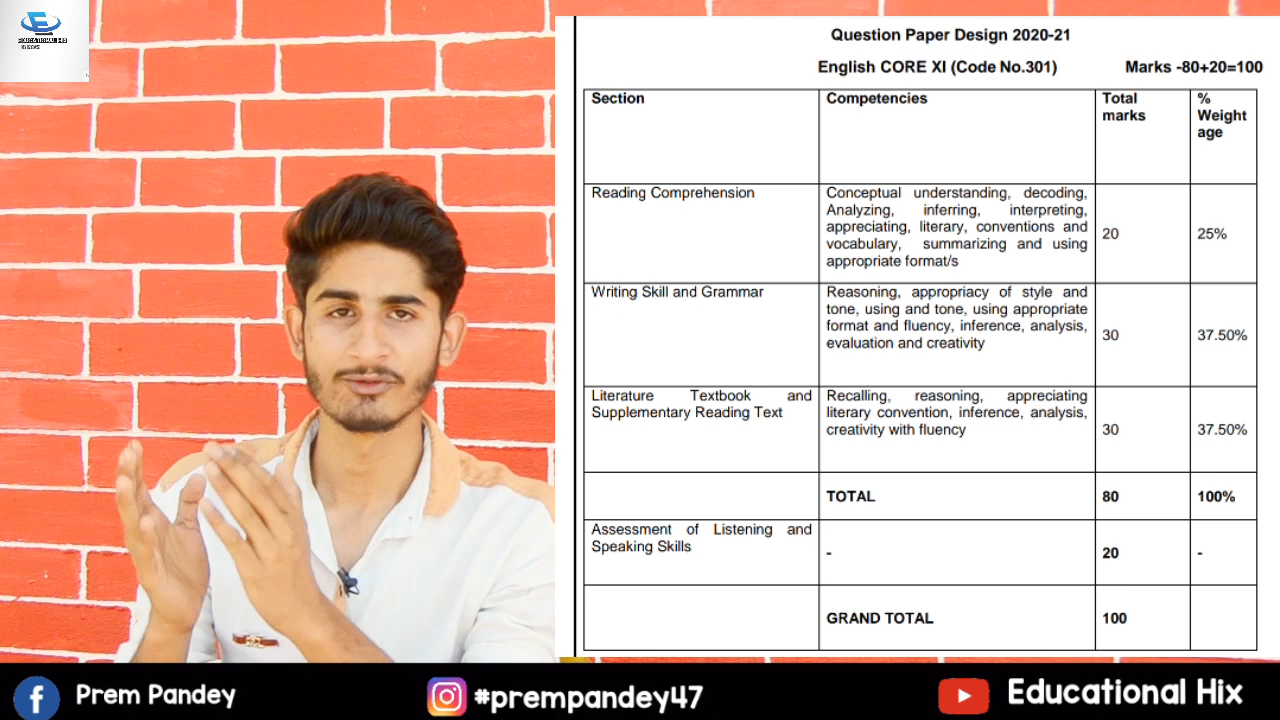 EDUCATIONAL HIX
Question Paper Design 2020-21
English CORE XI (Code No.301) Marks -80+20=100
Section Competencies Total marks % Weight age
Reading Comprehension
Conceptual understanding, decoding,
Analyzing, inferring, interpreting,
appreciating, literary, conventions and
vocabulary, summarizing and using
appropriate format/s
20
25%
Writing Skill and Grammar
Reasoning, appropriacy of style and
tone, using and tone, using appropriate
format and fluency, inference, analysis,
evaluation and creativity
30
37.50%
Literature Textbook and
Supplementary Reading Text
Recalling, reasoning, appreciating
literary convention, inference, analysis,
creativity with fluency
30
37.50%
TOTAL 80 100%
Assessment of Listening and
Speaking Skills
-
20
-
GRAND TOTAL 100
Prem Pandey #prempandey47 Educational Hix